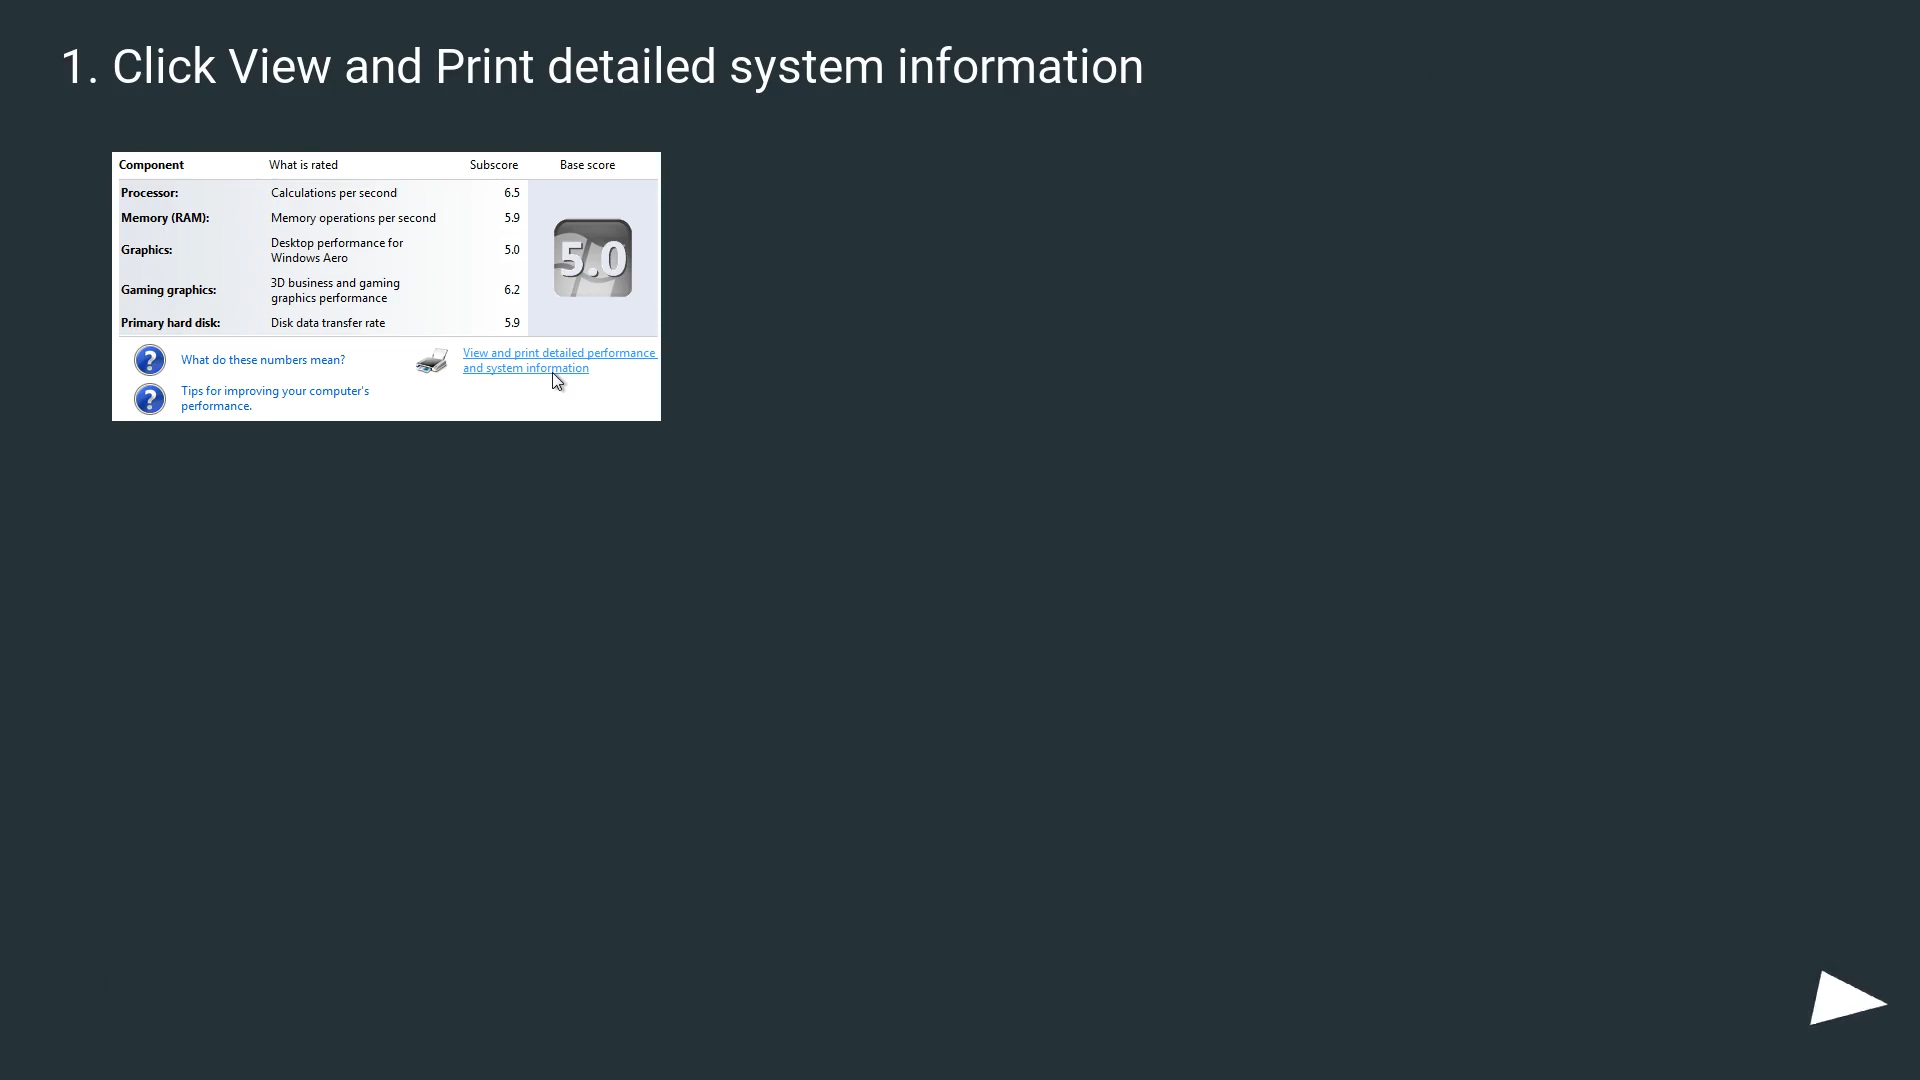 1. Click View and Print detailed system information
Component What is rated Subscore Base score
Processor: Calculations per second 6.5
Memory (RAM): Memory operations per second 5.9
Graphics: Desktop performance for
Windows Aero 5.0
Gaming graphics: 3D business and gaming
graphics performance 6.2
Primary hard disk: Disk data transfer rate 5.9
5.0
What do these numbers mean?
View and print detailed performance
and system information
Tips for improving your computer's
performance.